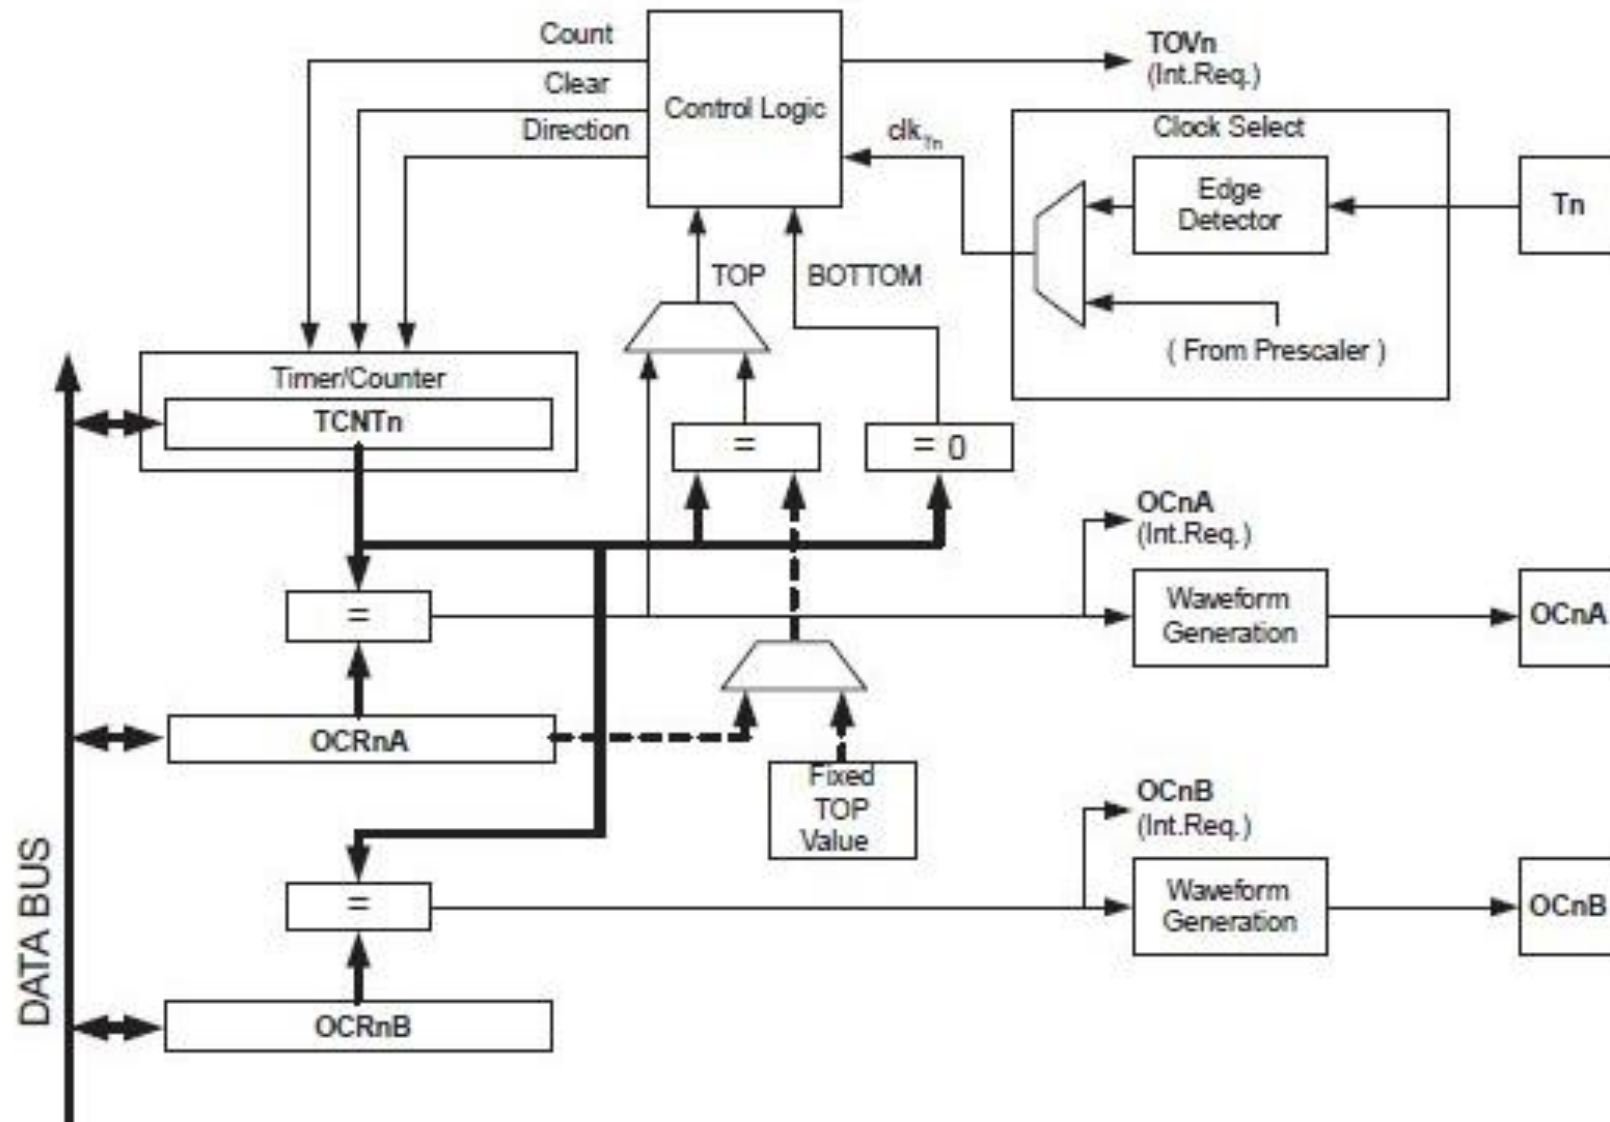 Count
Clear
Direction
Control Logic
TOVn
(Int.Req.)
clkTn
Clock Select
Edge
Detector
Tn
TOP
BOTTOM
( From Prescaler )
Timer/Counter
TCNTn
=
= 0
OCnA
(Int.Req.)
=
Waveform
Generation
OCnA
OCRnA
Fixed
TOP
Value
OCnB
(Int.Req.)
=
Waveform
Generation
OCnB
OCRnB
DATA BUS